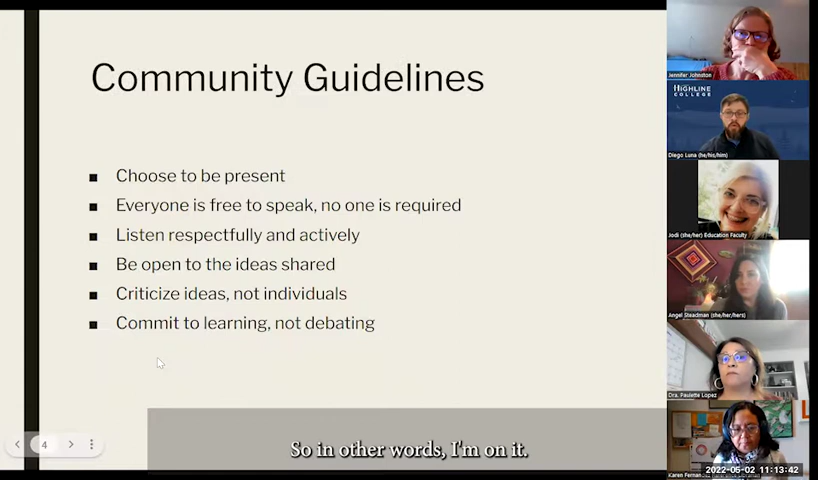 Community Guidelines
Choose to be present
Everyone is free to speak, no one is required
Listen respectfully and actively
Be open to the ideas shared
Criticize ideas, not individuals
Commit to learning, not debating
4
So in other words, I'm on it.
Jennifer Johnston
HIGHLINE
COLLEGE
Diego Luna (he/his/him)
Jodi (she/her) Education Faculty
Angel Steadman (she/her/hers)
Dra. Paulette Lopez
Karen
2022-05-02 11:13:42